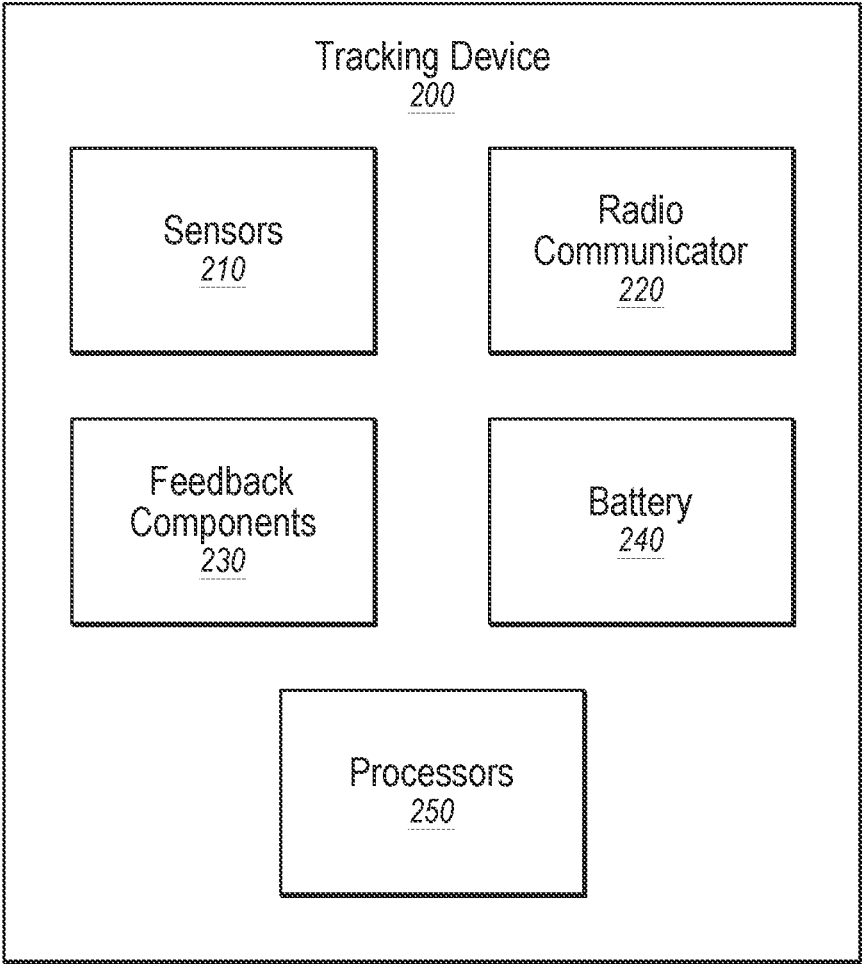 Tracking Device
200
Sensors
210
Radio
Communicator
220
Feedback
Components
230
Battery
240
Processors
250